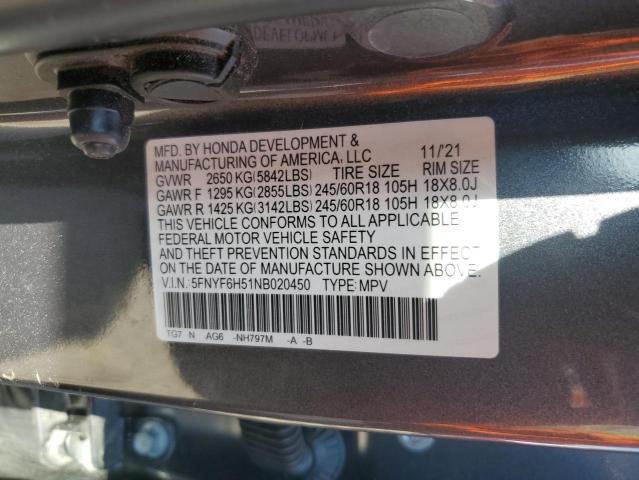 DEVELOPMENT &
MFD. BY HONDA DEVELOPMENT &
MANUFACTURING OF AMERICA, LLC 11/'21
GVWR 2650 KG(5842LBS) TIRE SIZE RIM SIZE
GAWR F 1295 KG(2855LBS) 245/60R18 105H 18X8.0J
GAWR R 1425 KG(3142LBS) 245/60R18 105H 18X8.0J
THIS VEHICLE CONFORMS TO ALL APPLICABLE
FEDERAL MOTOR VEHICLE SAFETY
AND THEFT PREVENTION STANDARDS IN EFFECT
ON THE DATE OF MANUFACTURE SHOWN ABOVE.
V.I.N.:5FNYF6H51NB020450 TYPE:MPV
TG7 N AG6 -NH797M -A -B